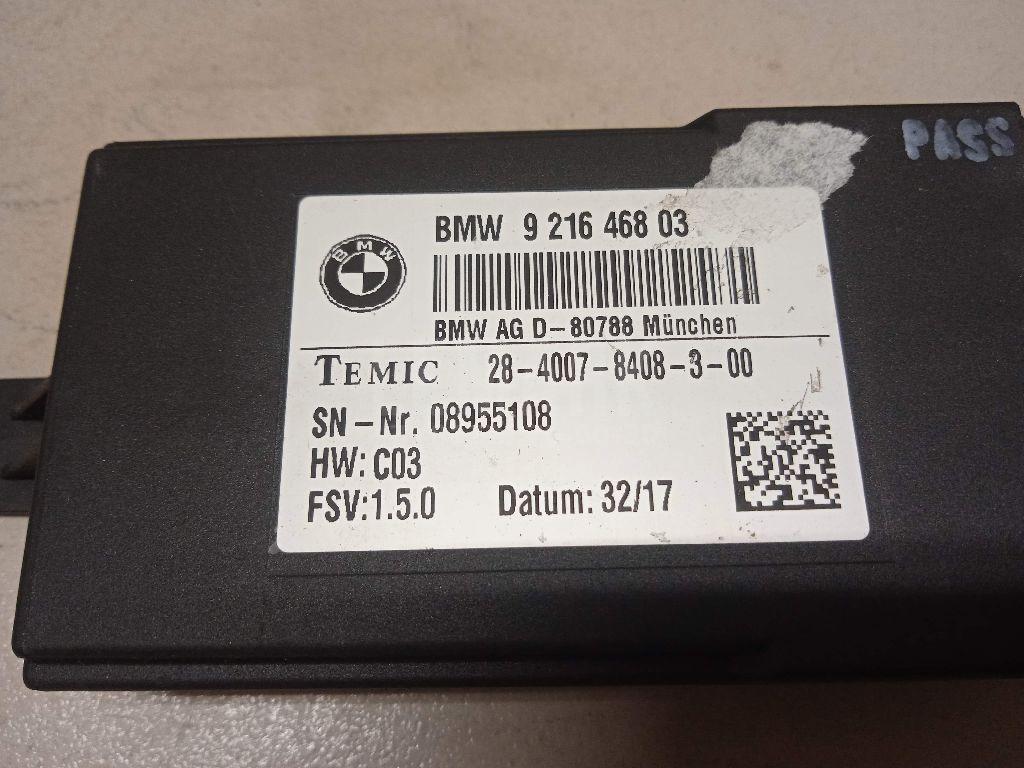 PASS
BMW 9 216 468 03
BMW
BMW AG D-80788 München
TEMIC 28-4007-8408-3-00
SN-Nr. 08955108
HW: C03
FSV:1.5.0 Datum: 32/17